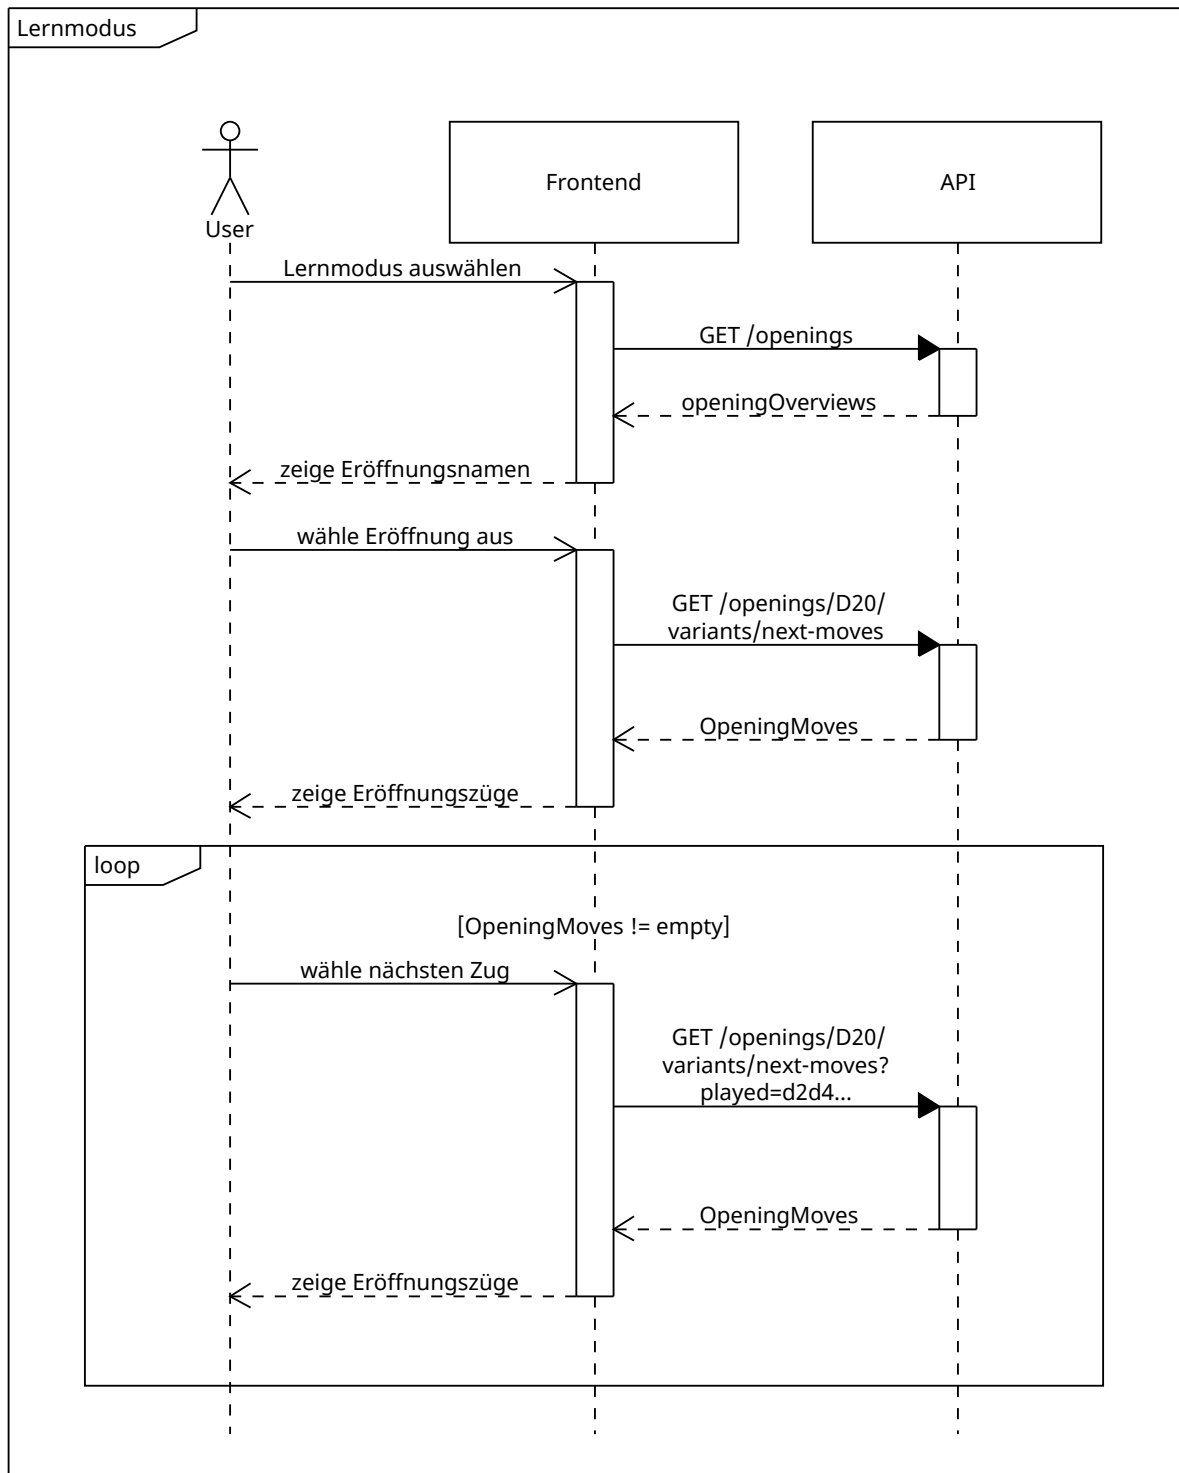 Lernmodus
User
Frontend
API
Lernmodus auswählen
GET /openings
openingOverviews
zeige Eröffnungsnamen
wähle Eröffnung aus
GET /openings/D20/
variants/next-moves
OpeningMoves
zeige Eröffnungszüge
loop
[OpeningMoves != empty]
wähle nächsten Zug
GET /openings/D20/
variants/next-moves?
played=d2d4...
OpeningMoves
zeige Eröffnungszüge